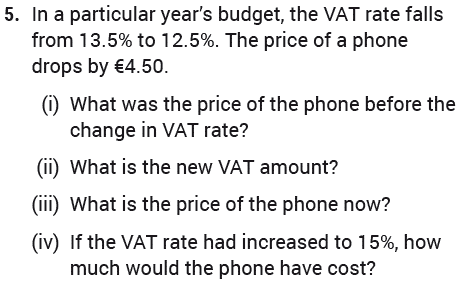 5. In a particular year’s budget, the VAT rate falls
from 13.5% to 12.5%. The price of a phone
drops by €4.50.
(i) What was the price of the phone before the
change in VAT rate?
(ii) What is the new VAT amount?
(iii) What is the price of the phone now?
(iv) If the VAT rate had increased to 15%, how
much would the phone have cost?